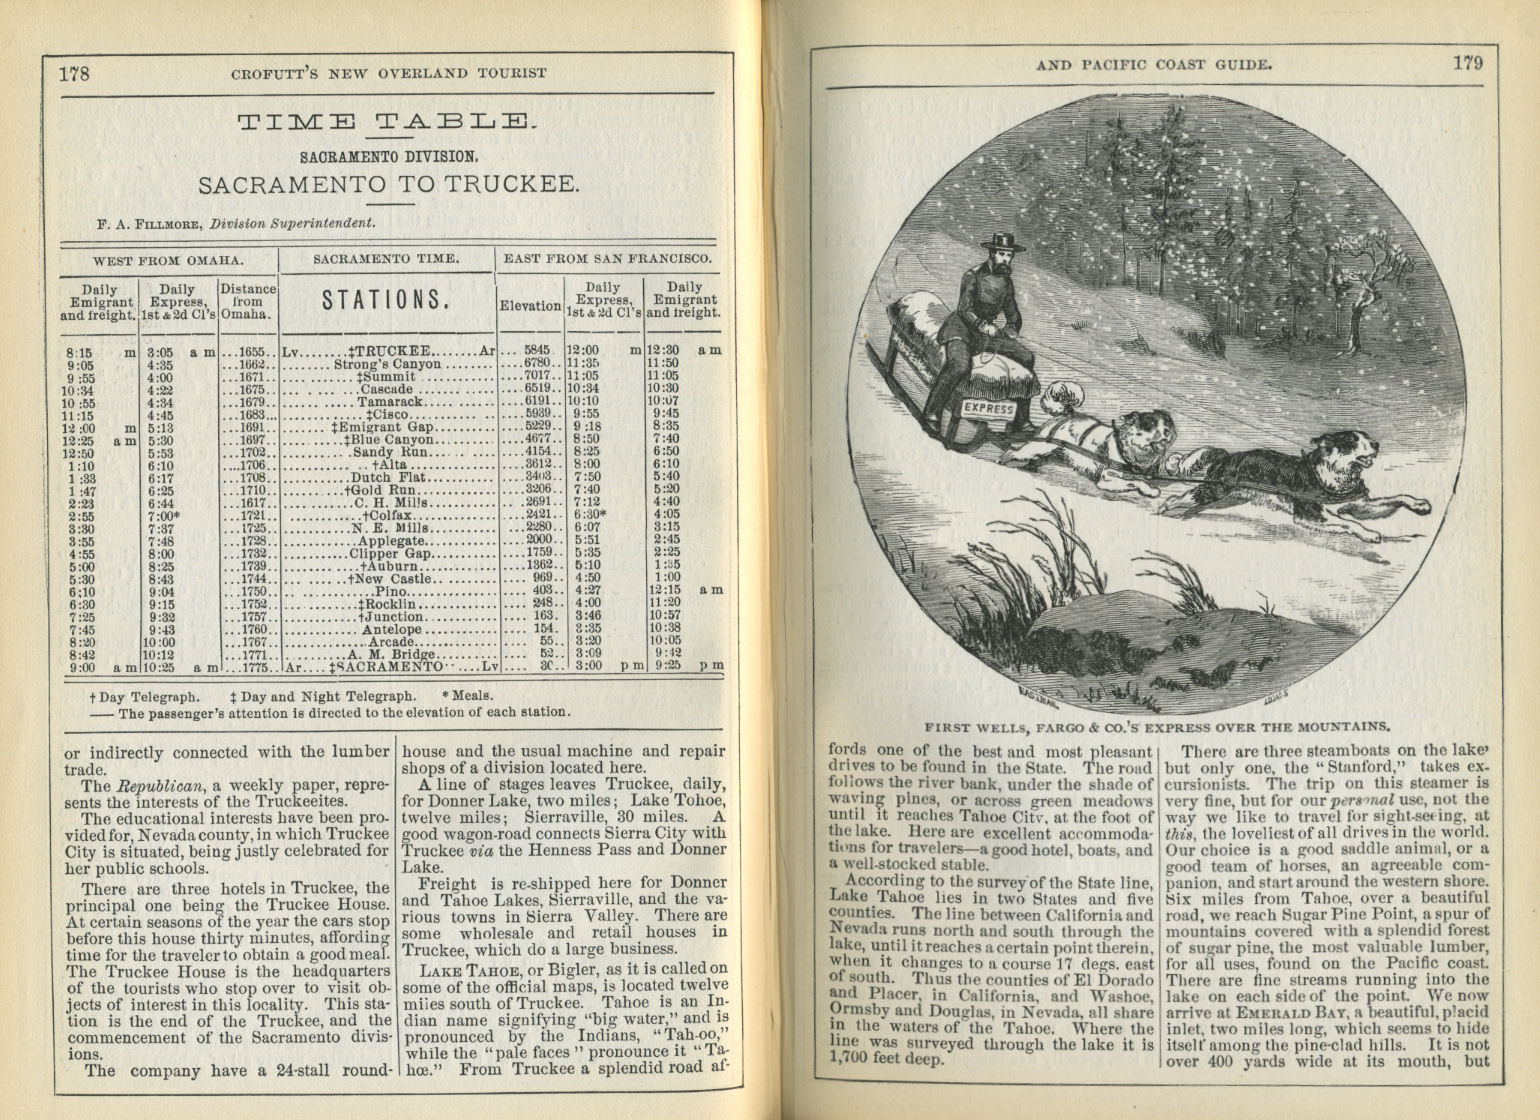 178 CROFUTT'S NEW OVERLAND TOURIST
TIME TABLE.
SACRAMENTO DIVISION.
SACRAMENTO TO TRUCKEE.
F. A. FILLMORE, Division Superintendent.
WEST FROM OMAHA. SACRAMENTO TIME. EAST FROM SAN FRANCISCO.
Daily Emigrant and freight. Daily Express, 1st & 2d Cl's Distance from Omaha. STATIONS. Elevation Daily Express, 1st & 2d Cl's Daily Emigrant and freight.
8:15 m 3:05 a m ...1655.. Lv........‡TRUCKEE.......Ar ... 5845 12:00 m 12:30 a m
9:05 4:35 ...1662.. ........Strong's Canyon ........ ....6780.. 11:35 11:50
9:55 4:00 ...1671.. ........‡Summit ........ ....7017.. 11:05 11:05
10:34 4:22 ...1675.. ........Cascade ........ ....6519.. 10:34 10:30
10:55 4:34 ...1679.. ........Tamarack........ ....6191.. 10:10 10:07
11:15 4:45 ...1683... ........‡Cisco........ ....5939.. 9:55 9:45
12:00 m 5:13 ...1691.. ........‡Emigrant Gap........ ....5229.. 9:18 8:35
12:25 a m 5:30 ...1697.. ........‡Blue Canyon........ ....4677.. 8:50 7:40
12:50 5:53 ...1702.. ........Sandy Run........ ....4154.. 8:25 6:50
1:10 6:10 ...1706.. ........†Alta........ ....3612.. 8:00 6:10
1:33 6:17 ...1708.. ........Dutch Flat........ ....3403.. 7:50 5:40
1:47 6:25 ...1710.. ........†Gold Run........ ....3206.. 7:40 5:20
2:23 6:44 ...1617.. ........C. H. Mills........ ....2691.. 7:12 4:40
2:55 7:00* ...1721.. ........†Colfax........ ....2421.. 6:30* 4:05
3:30 7:37 ...1725.. ........N. E. Mills........ ....2280.. 6:07 3:15
3:55 7:48 ...1728.. ........Applegate........ ....2000.. 5:51 2:45
4:55 8:00 ...1732.. ........Clipper Gap........ ....1759.. 5:35 2:25
5:00 8:25 ...1739.. ........†Auburn........ ....1362.. 5:10 1:35
5:30 8:43 ...1744.. ........†New Castle........ .... 969.. 4:50 1:00
6:10 9:04 ...1750.. ........Pino........ .... 403.. 4:27 12:15 a m
6:30 9:15 ...1752.. ........‡Rocklin........ .... 248.. 4:00 11:20
7:25 9:32 ...1757.. ........†Junction........ .... 163. 3:46 10:57
7:45 9:43 ...1760.. ........Antelope........ .... 154. 3:35 10:38
8:20 10:00 ...1767.. ........Arcade........ .... 55.. 3:20 10:05
8:42 10:12 ...1771.. ........A. M. Bridge........ .... 52.. 3:09 9:42
9:00 a m 10:25 a m ...1775.. Ar....‡SACRAMENTO......Lv .... 30.. 3:00 p m 9:25 p m
† Day Telegraph. ‡ Day and Night Telegraph. * Meals.
—— The passenger's attention is directed to the elevation of each station.
or indirectly connected with the lumber
trade.
The Republican, a weekly paper, repre-
sents the interests of the Truckeeites.
The educational interests have been pro-
vided for, Nevada county, in which Truckee
City is situated, being justly celebrated for
her public schools.
There are three hotels in Truckee, the
principal one being the Truckee House.
At certain seasons of the year the cars stop
before this house thirty minutes, affording
time for the traveler to obtain a good meal.
The Truckee House is the headquarters
of the tourists who stop over to visit ob-
jects of interest in this locality. This sta-
tion is the end of the Truckee, and the
commencement of the Sacramento divis-
ions.
The company have a 24-stall round-
house and the usual machine and repair
shops of a division located here.
A line of stages leaves Truckee, daily,
for Donner Lake, two miles; Lake Tohoe,
twelve miles; Sierraville, 30 miles. A
good wagon-road connects Sierra City with
Truckee via the Henness Pass and Donner
Lake.
Freight is re-shipped here for Donner
and Tahoe Lakes, Sierraville, and the va-
rious towns in Sierra Valley. There are
some wholesale and retail houses in
Truckee, which do a large business.
LAKE TAHOE, or Bigler, as it is called on
some of the official maps, is located twelve
miles south of Truckee. Tahoe is an In-
dian name signifying "big water," and is
pronounced by the Indians, "Tah-oo,"
while the "pale faces" pronounce it "Ta-
hœ." From Truckee a splendid road af-
AND PACIFIC COAST GUIDE. 179
EXPRESS
EASTMAN.
LOOMIS
FIRST WELLS, FARGO & CO.'S EXPRESS OVER THE MOUNTAINS.
fords one of the best and most pleasant
drives to be found in the State. The road
follows the river bank, under the shade of
waving pines, or across green meadows
until it reaches Tahoe City, at the foot of
the lake. Here are excellent accommoda-
tions for travelers—a good hotel, boats, and
a well-stocked stable.
According to the survey of the State line,
Lake Tahoe lies in two States and five
counties. The line between California and
Nevada runs north and south through the
lake, until it reaches a certain point therein,
when it changes to a course 17 degs. east
of south. Thus the counties of El Dorado
and Placer, in California, and Washoe,
Ormsby and Douglas, in Nevada, all share
in the waters of the Tahoe. Where the
line was surveyed through the lake it is
1,700 feet deep.
There are three steamboats on the lake'
but only one, the "Stanford," takes ex-
cursionists. The trip on this steamer is
very fine, but for our personal use, not the
way we like to travel for sight-seeing, at
this, the loveliest of all drives in the world.
Our choice is a good saddle animal, or a
good team of horses, an agreeable com-
panion, and start around the western shore.
Six miles from Tahoe, over a beautiful
road, we reach Sugar Pine Point, a spur of
mountains covered with a splendid forest
of sugar pine, the most valuable lumber,
for all uses, found on the Pacific coast.
There are fine streams running into the
lake on each side of the point. We now
arrive at EMERALD BAY, a beautiful, placid
inlet, two miles long, which seems to hide
itself among the pine-clad hills. It is not
over 400 yards wide at its mouth, but